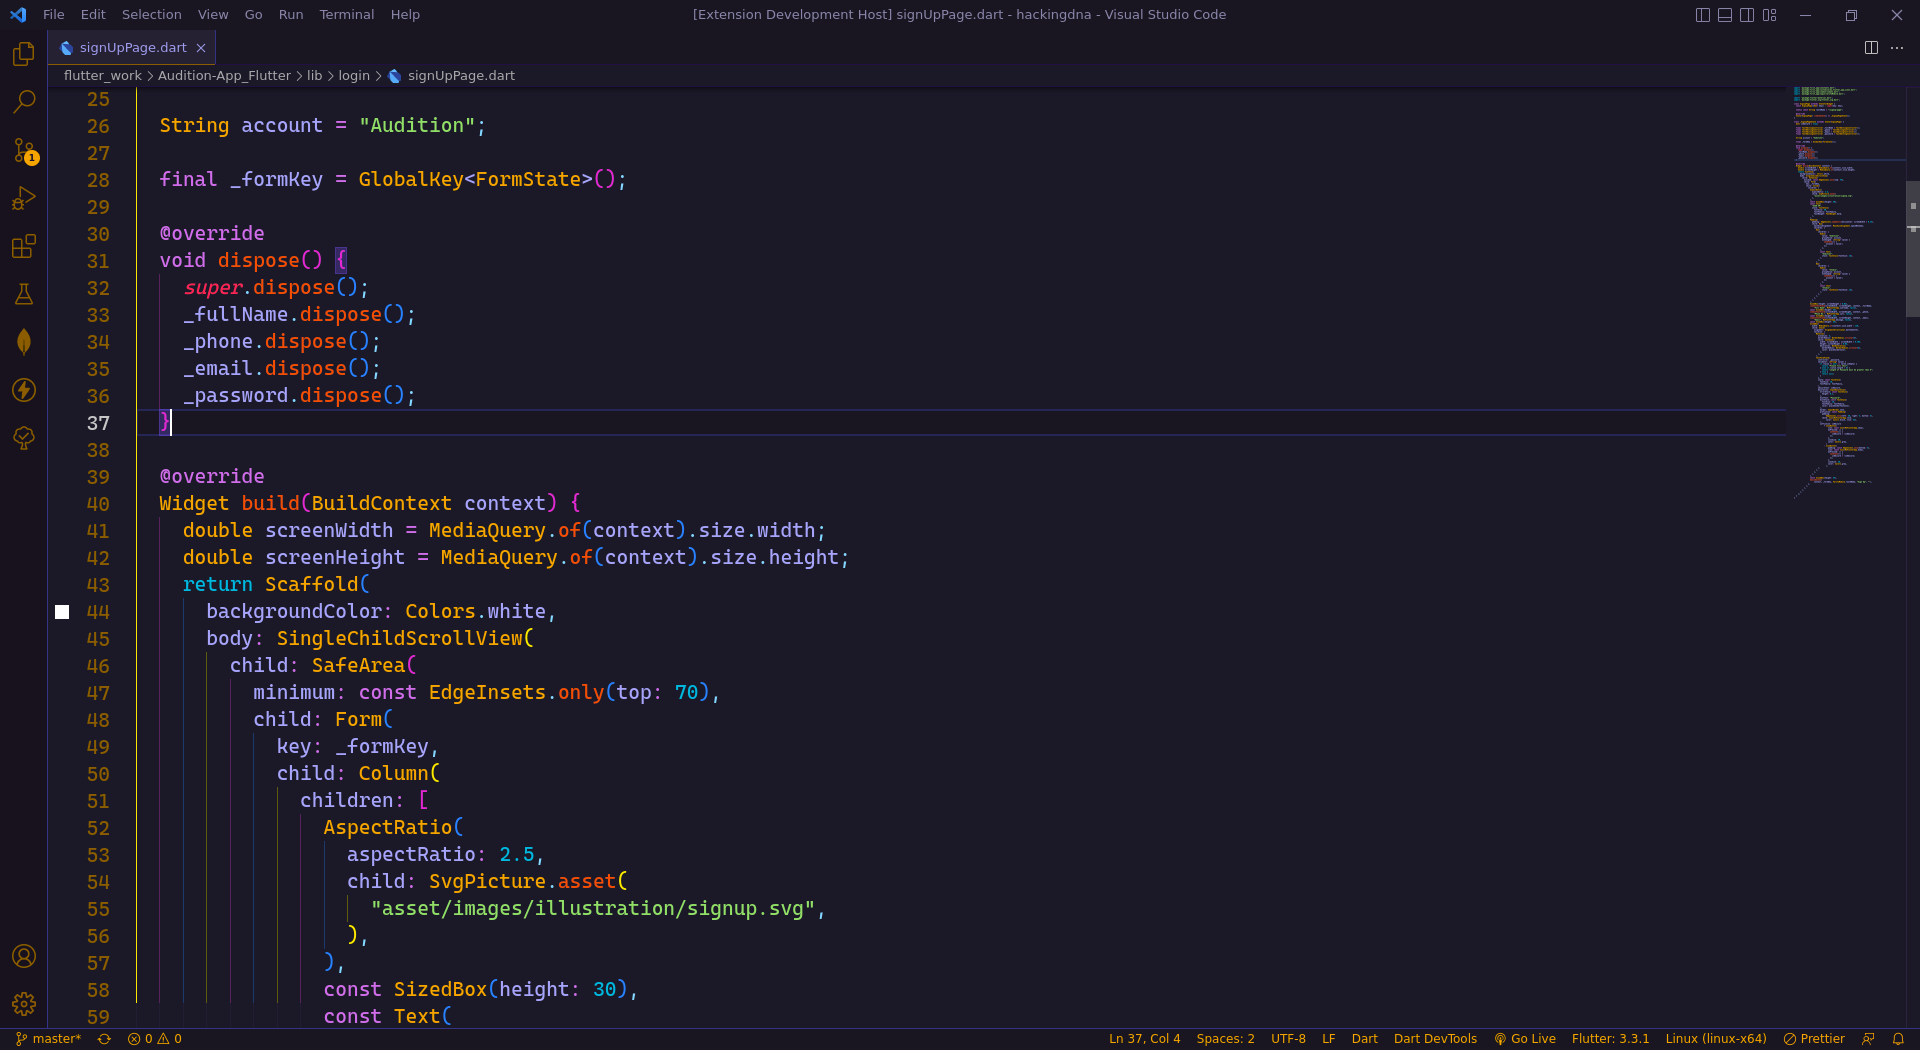 File Edit Selection View Go Run Terminal Help
[Extension Development Host] signUpPage.dart - hackingdna - Visual Studio Code
signUpPage.dart
flutter_work > Audition-App_Flutter > lib > login > signUpPage.dart
25
26 String account = "Audition";
27
28 final _formKey = GlobalKey<FormState>();
29
30 @override
31 void dispose() {
32 super.dispose();
33 _fullName.dispose();
34 _phone.dispose();
35 _email.dispose();
36 _password.dispose();
37 }
38
39 @override
40 Widget build(BuildContext context) {
41 double screenWidth = MediaQuery.of(context).size.width;
42 double screenHeight = MediaQuery.of(context).size.height;
43 return Scaffold(
44 backgroundColor: Colors.white,
45 body: SingleChildScrollView(
46 child: SafeArea(
47 minimum: const EdgeInsets.only(top: 70),
48 child: Form(
49 key: _formKey,
50 child: Column(
51 children: [
52 AspectRatio(
53 aspectRatio: 2.5,
54 child: SvgPicture.asset(
55 "asset/images/illustration/signup.svg",
56 ),
57 ),
58 const SizedBox(height: 30),
59 const Text(
1
master* 0 0 Ln 37, Col 4 Spaces: 2 UTF-8 LF Dart Dart DevTools Go Live Flutter: 3.3.1 Linux (linux-x64) Prettier